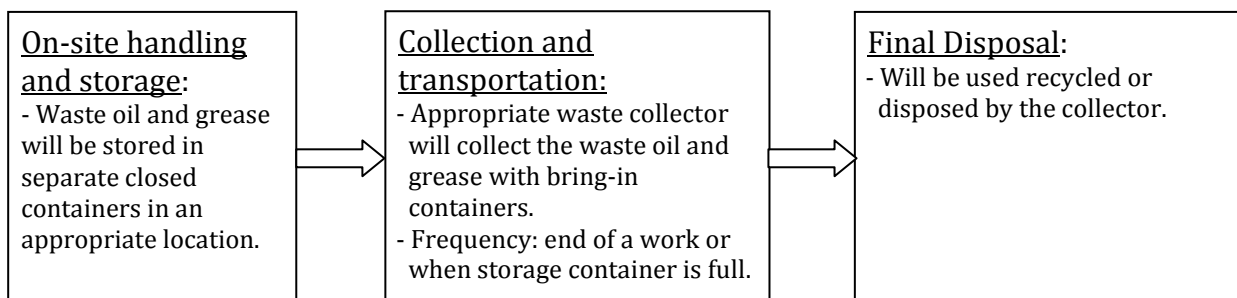 On-site handling
and storage:
- Waste oil and grease
will be stored in
separate closed
containers in an
appropriate location.
Collection and
transportation:
- Appropriate waste collector
will collect the waste oil and
grease with bring-in
containers.
- Frequency: end of a work or
when storage container is full.
Final Disposal:
- Will be used recycled or
disposed by the collector.